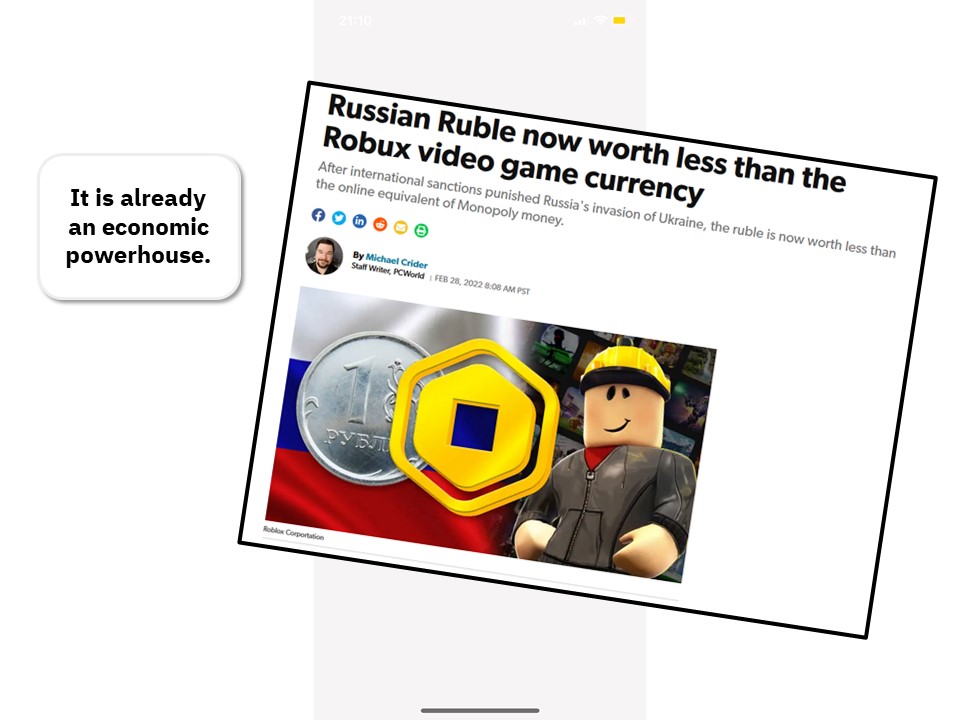 21:10
It is already
an economic
powerhouse.
Russian Ruble now worth less than the
Robux video game currency
After international sanctions punished Russia's invasion of Ukraine, the ruble is now worth less than
the online equivalent of Monopoly money.
By Michael Crider
Staff Writer, PCWorld | FEB 28, 2022 8:08 AM PST
1
РУБЛ
Roblox Corportation